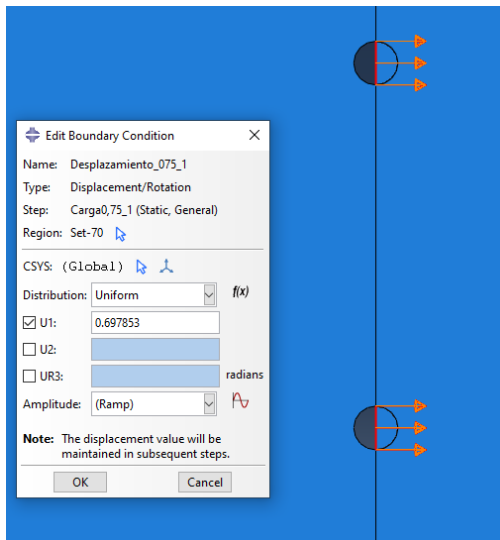 Edit Boundary Condition
Name: Desplazamiento_075_1
Type: Displacement/Rotation
Step: Carga0,75_1 (Static, General)
Region: Set-70
CSYS: (Global)
Distribution: Uniform f(x)
U1: 0.697853
U2:
UR3: radians
Amplitude: (Ramp)
Note: The displacement value will be
maintained in subsequent steps.
OK Cancel